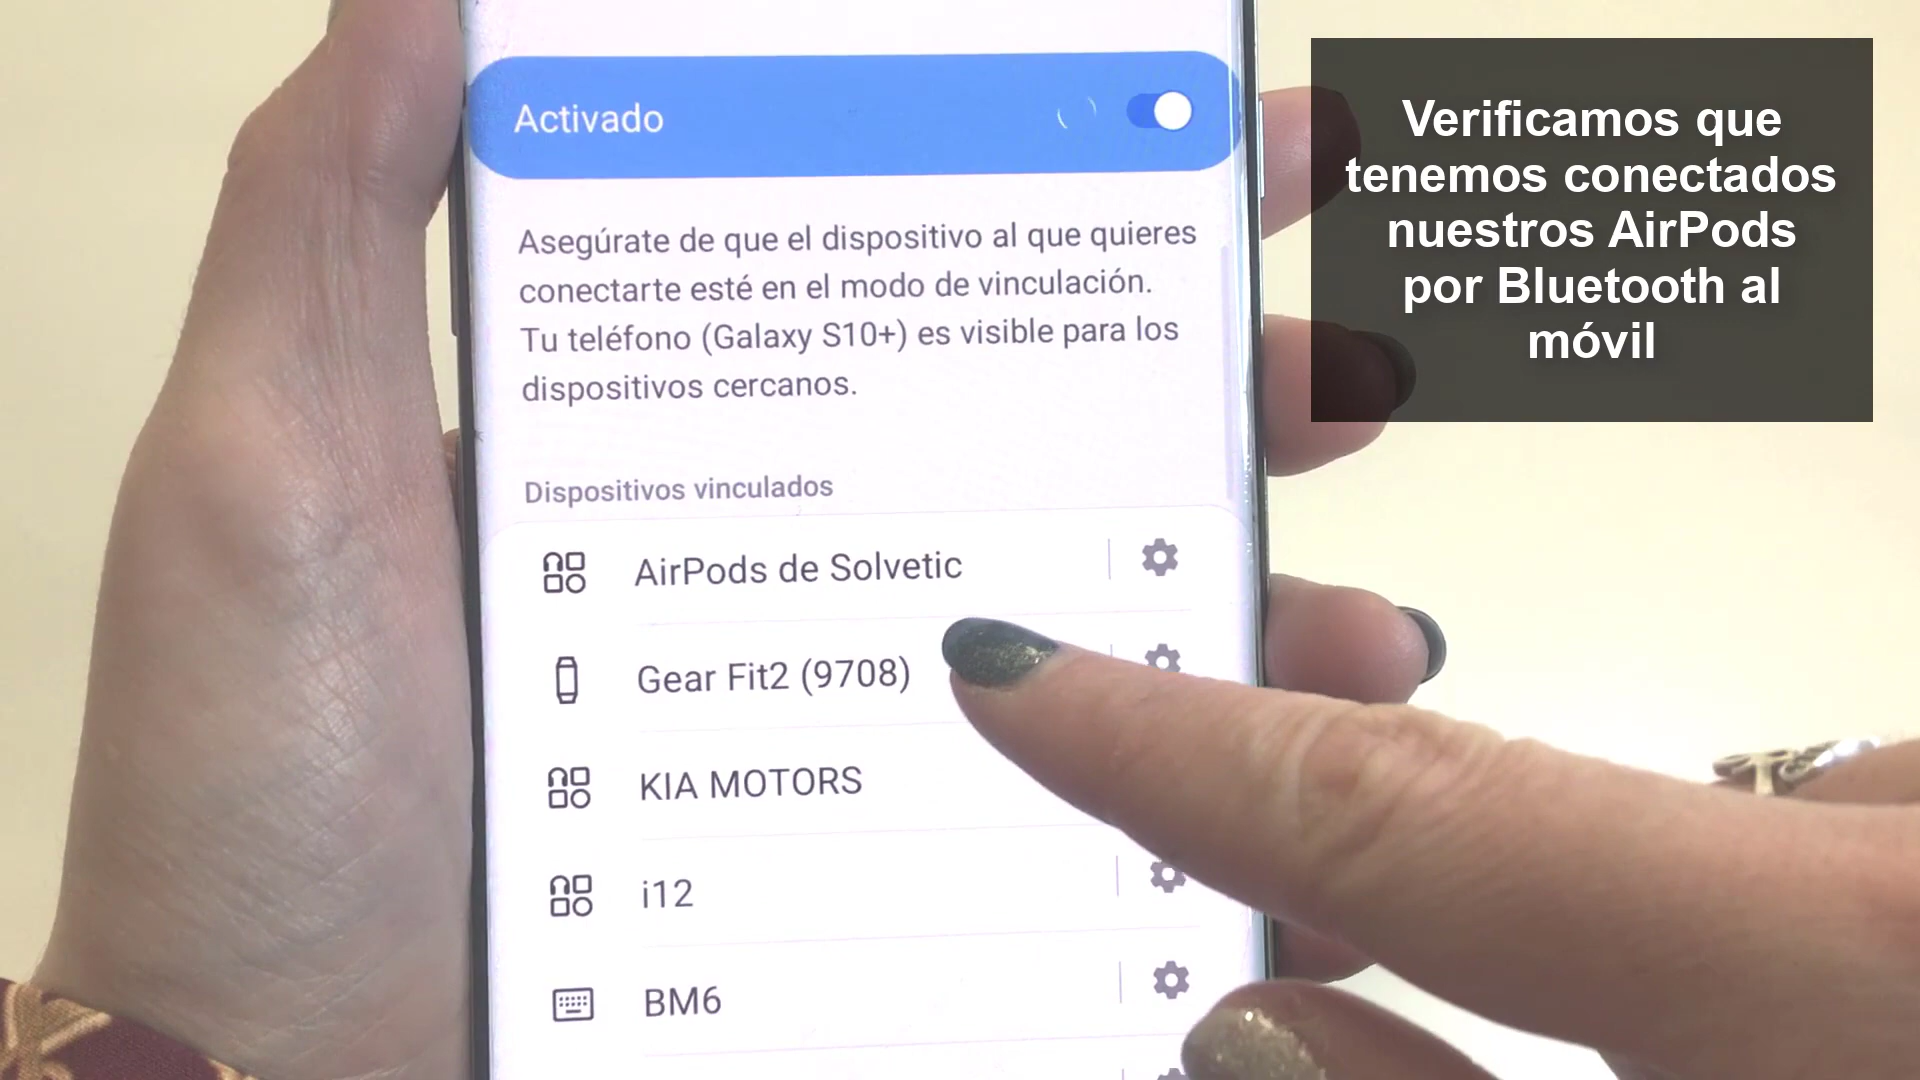 Activado
Asegúrate de que el dispositivo al que quieres
conectarte esté en el modo de vinculación.
Tu teléfono (Galaxy S10+) es visible para los
dispositivos cercanos.
Dispositivos vinculados
AirPods de Solvetic
Gear Fit2 (9708)
KIA MOTORS
i12
BM6
Verificamos que
tenemos conectados
nuestros AirPods
por Bluetooth al
móvil